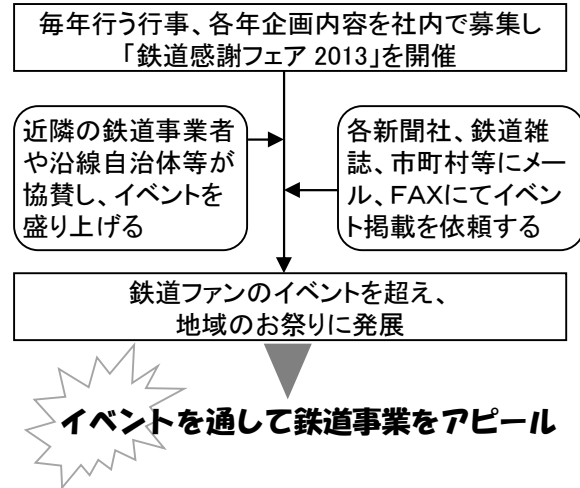 毎年行う行事、各年企画内容を社内で募集し
「鉄道感謝フェア 2013」を開催
近隣の鉄道事業者
や沿線自治体等が
協賛し、イベントを
盛り上げる
各新聞社、鉄道雑
誌、市町村等にメー
ル、FAXにてイベン
ト掲載を依頼する
鉄道ファンのイベントを超え、
地域のお祭りに発展
イベントを通して鉄道事業をアピール